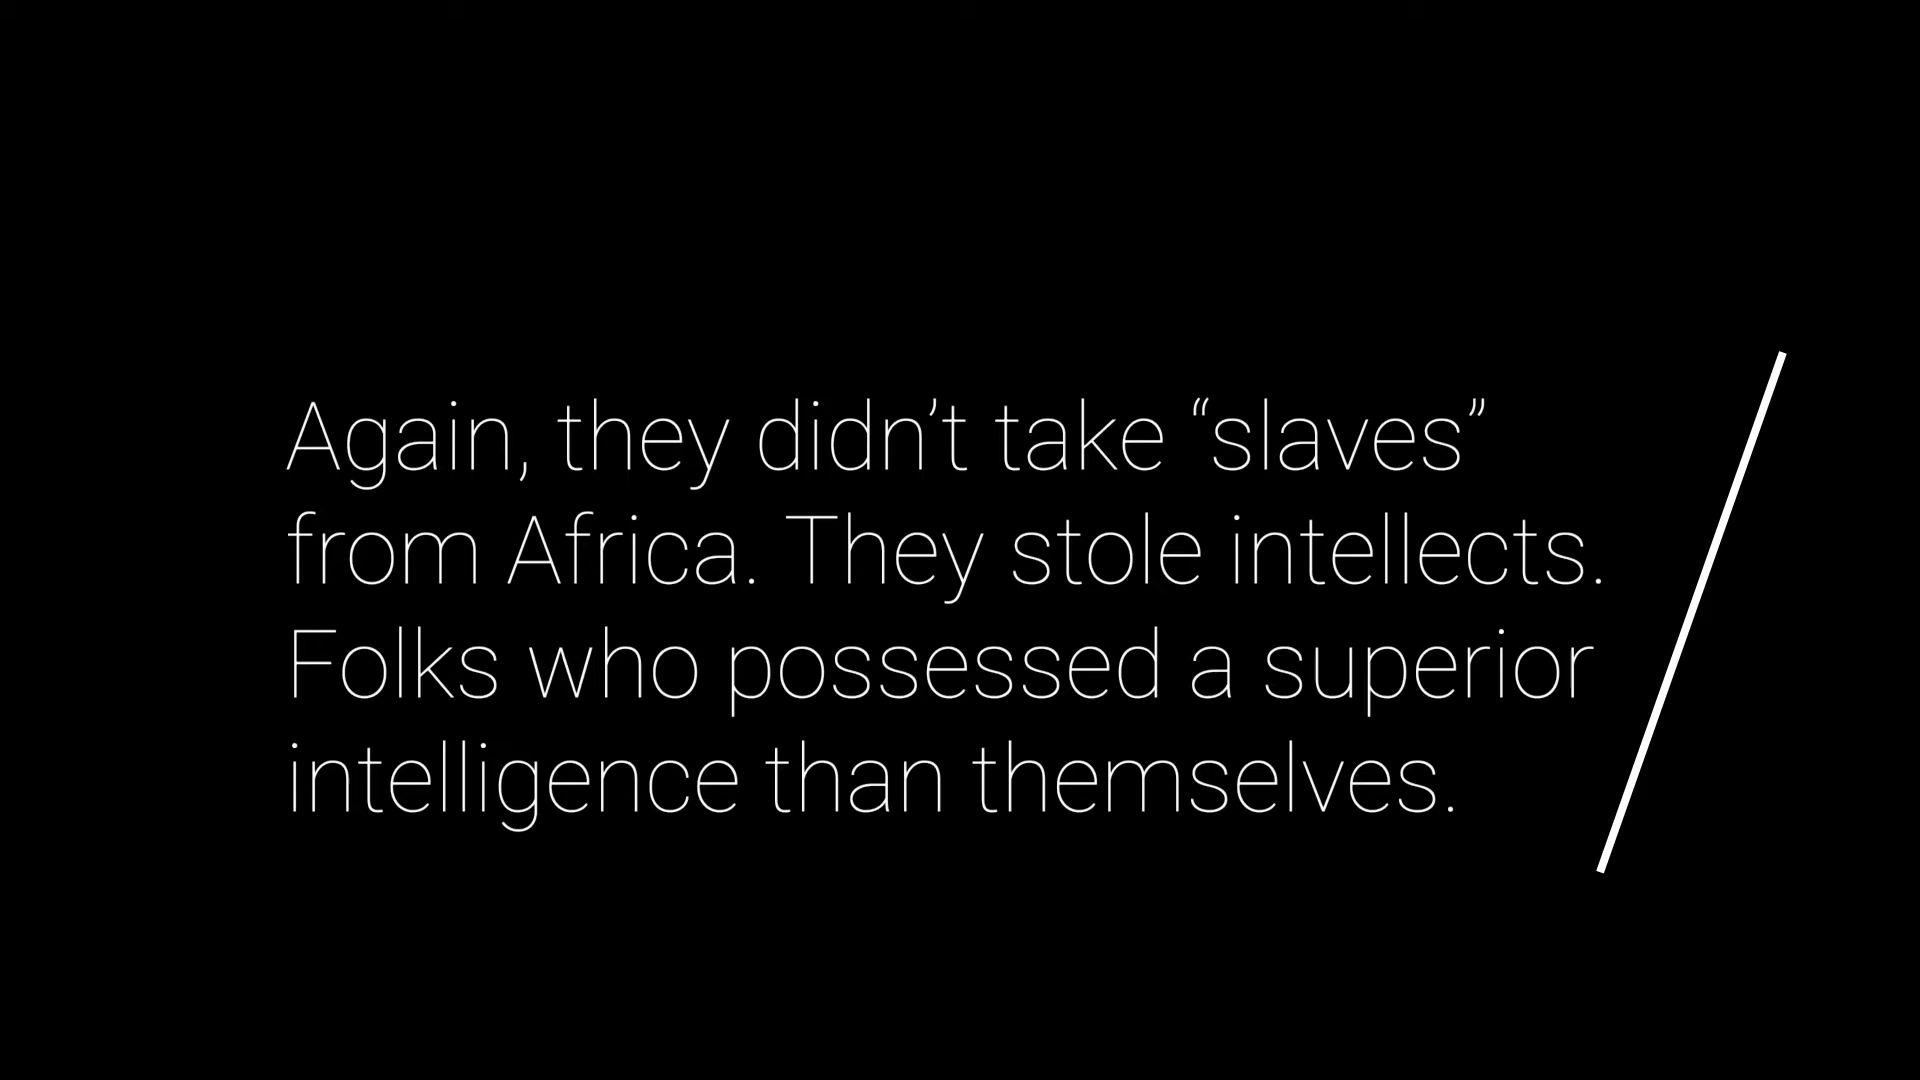 Again, they didn’t take “slaves”
from Africa. They stole intellects.
Folks who possessed a superior
intelligence than themselves.